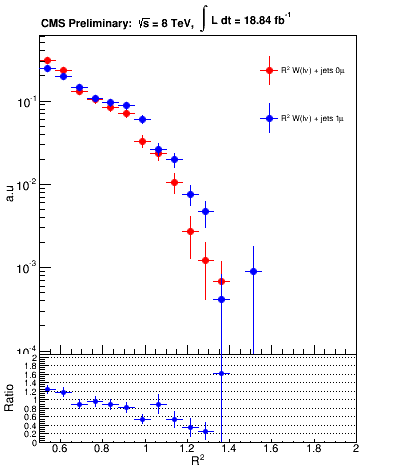 CMS Preliminary: √s = 8 TeV, ∫ L dt = 18.84 fb⁻¹
R² W(lν) + jets 0μ
R² W(lν) + jets 1μ
a.u
10⁻¹
10⁻²
10⁻³
10⁻⁴
Ratio
2
1.8
1.6
1.4
1.2
1
0.8
0.6
0.4
0.2
0
0.6 0.8 1 1.2 1.4 1.6 1.8 2
R²